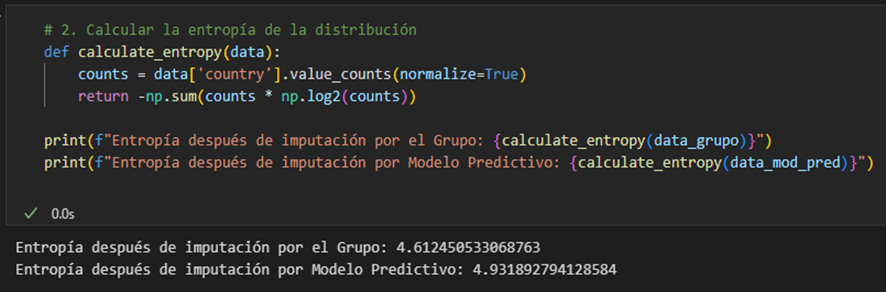 # 2. Calcular la entropía de la distribución
def calculate_entropy(data):
    counts = data['country'].value_counts(normalize=True)
    return -np.sum(counts * np.log2(counts))
print(f"Entropía después de imputación por el Grupo: {calculate_entropy(data_grupo)}")
print(f"Entropía después de imputación por Modelo Predictivo: {calculate_entropy(data_mod_pred)}")
✓ 0.0s
Entropía después de imputación por el Grupo: 4.612450533068763
Entropía después de imputación por Modelo Predictivo: 4.931892794128584